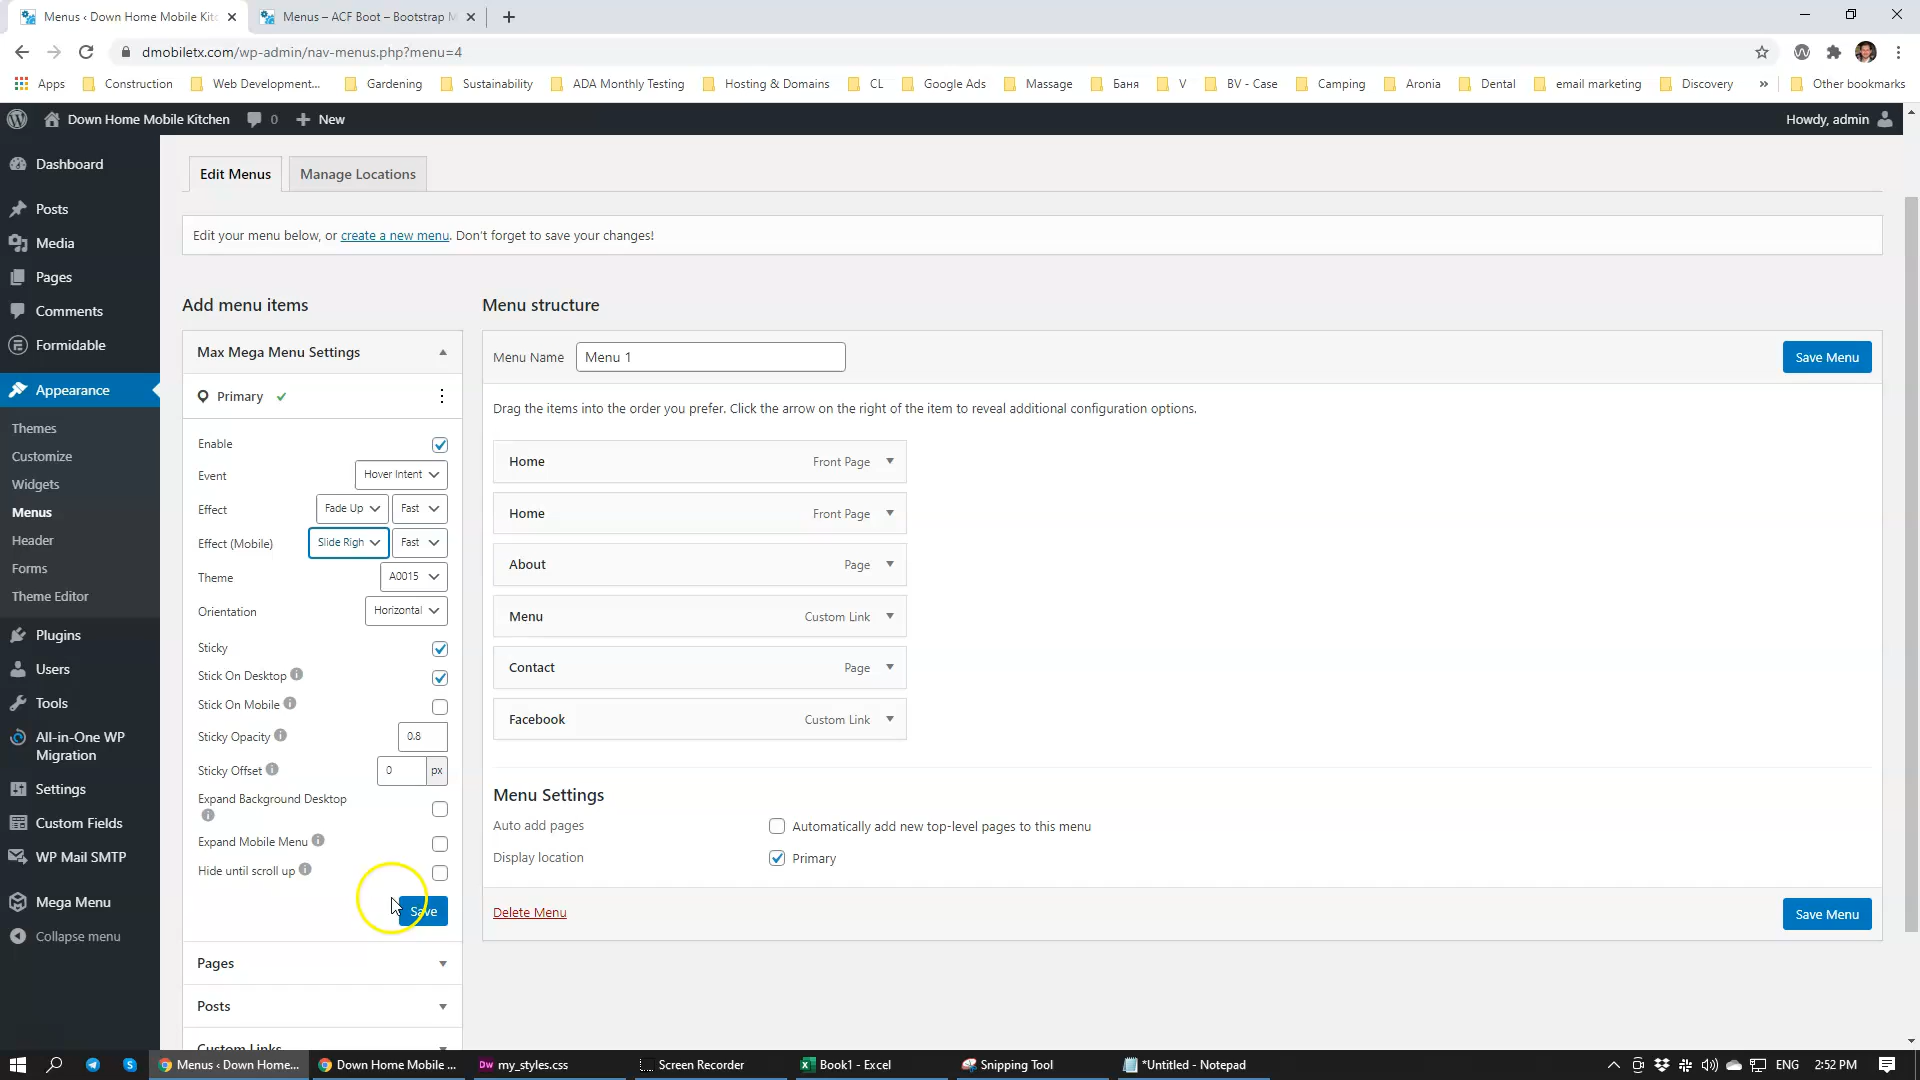 Menus ‹ Down Home Mobile Kitc
Menus – ACF Boot – Bootstrap M
dmobiletx.com/wp-admin/nav-menus.php?menu=4
Apps
Construction
Web Development...
Gardening
Sustainability
ADA Monthly Testing
Hosting & Domains
CL
Google Ads
Massage
Баня
V
BV - Case
Camping
Aronia
Dental
email marketing
Discovery
»
Other bookmarks
Down Home Mobile Kitchen
0
New
Howdy, admin
Dashboard
Posts
Media
Pages
Comments
Formidable
Appearance
Themes
Customize
Widgets
Menus
Header
Forms
Theme Editor
Plugins
Users
Tools
All-in-One WP
Migration
Settings
Custom Fields
WP Mail SMTP
Mega Menu
Collapse menu
Edit Menus
Manage Locations
Edit your menu below, or create a new menu. Don't forget to save your changes!
Add menu items
Max Mega Menu Settings
Primary
Enable
Event Hover Intent
Effect Fade Up Fast
Effect (Mobile) Slide Righ Fast
Theme A0015
Orientation Horizontal
Sticky
Stick On Desktop
Stick On Mobile
Sticky Opacity 0.8
Sticky Offset 0 px
Expand Background Desktop
Expand Mobile Menu
Hide until scroll up
Save
Pages
Posts
Custom Links
Menu structure
Menu Name Menu 1
Save Menu
Drag the items into the order you prefer. Click the arrow on the right of the item to reveal additional configuration options.
Home Front Page
Home Front Page
About Page
Menu Custom Link
Contact Page
Facebook Custom Link
Menu Settings
Auto add pages Automatically add new top-level pages to this menu
Display location Primary
Delete Menu
Save Menu
Menus ‹ Down Home...
Down Home Mobile ...
Dw my_styles.css
Screen Recorder
Book1 - Excel
Snipping Tool
*Untitled - Notepad
ENG
2:52 PM